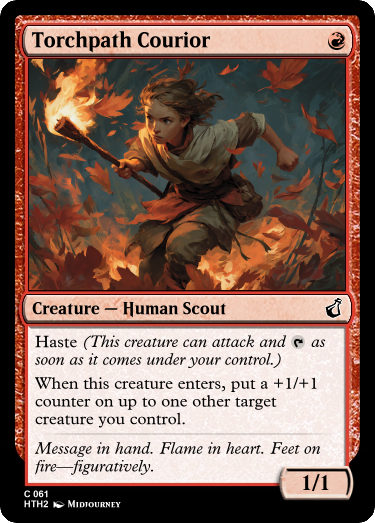 Torchpath Courior
Creature — Human Scout
Haste (This creature can attack and as
soon as it comes under your control.)
When this creature enters, put a +1/+1
counter on up to one other target
creature you control.
Message in hand. Flame in heart. Feet on
fire—figuratively.
1/1
C 061
HTH2 Midjourney